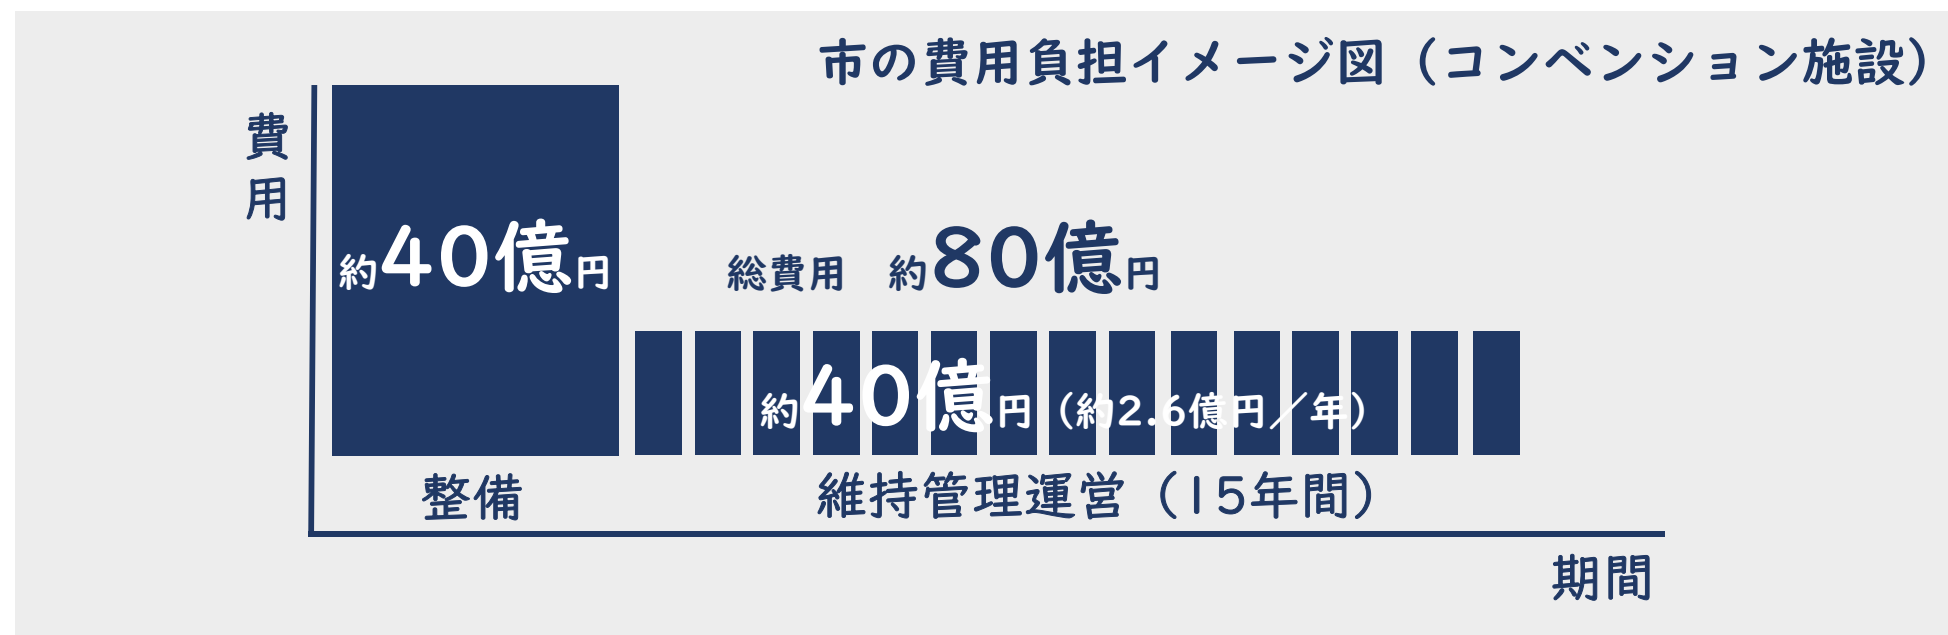 市の費用負担イメージ図（コンベンション施設）
費用
約40億円
総費用　約80億円
約40億円（約2.6億円／年）
整備
維持管理運営（15年間）
期間